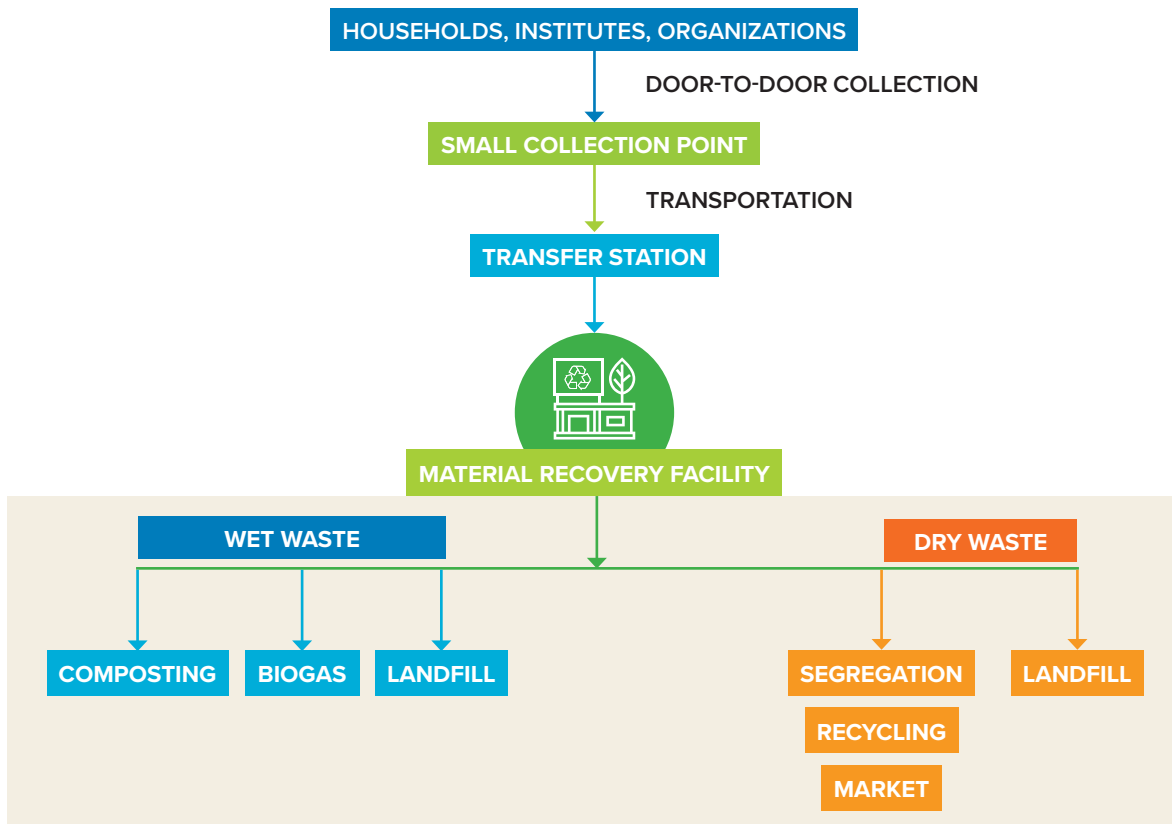 HOUSEHOLDS, INSTITUTES, ORGANIZATIONS
DOOR-TO-DOOR COLLECTION
SMALL COLLECTION POINT
TRANSPORTATION
TRANSFER STATION
MATERIAL RECOVERY FACILITY
WET WASTE
DRY WASTE
COMPOSTING
BIOGAS
LANDFILL
SEGREGATION
LANDFILL
RECYCLING
MARKET